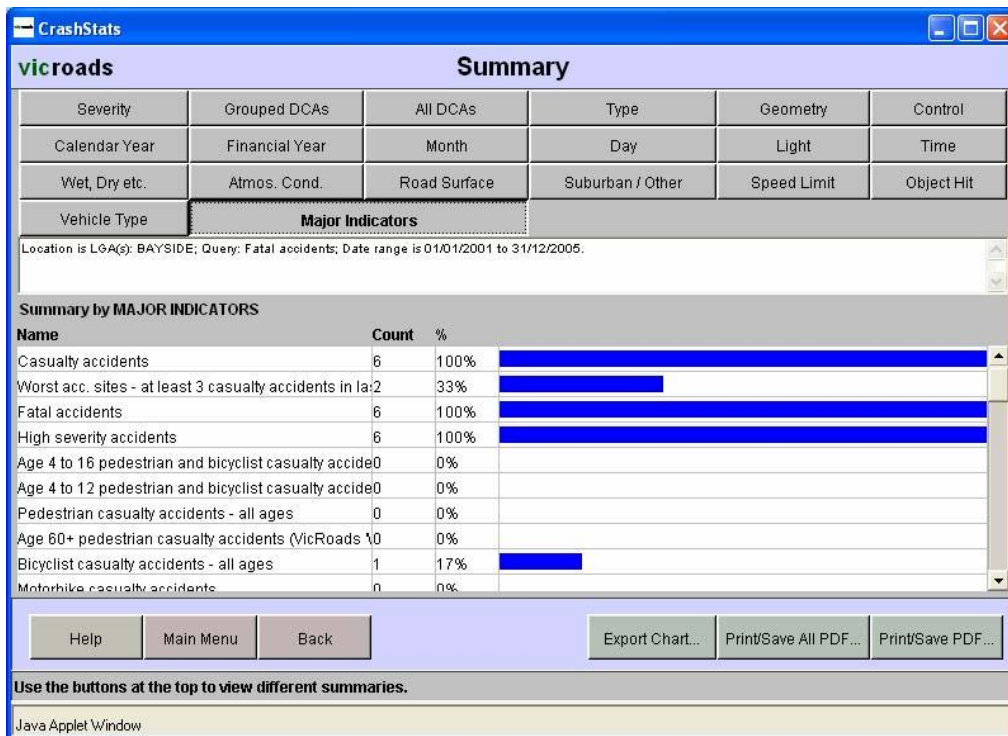 CrashStats
vicroads Summary
Severity Grouped DCAs All DCAs Type Geometry Control
Calendar Year Financial Year Month Day Light Time
Wet, Dry etc. Atmos. Cond. Road Surface Suburban / Other Speed Limit Object Hit
Vehicle Type Major Indicators
Location is LGA(s): BAYSIDE; Query: Fatal accidents; Date range is 01/01/2001 to 31/12/2005.
Summary by MAJOR INDICATORS
Name Count %
Casualty accidents 6 100%
Worst acc. sites - at least 3 casualty accidents in la 2 33%
Fatal accidents 6 100%
High severity accidents 6 100%
Age 4 to 16 pedestrian and bicyclist casualty accide 0 0%
Age 4 to 12 pedestrian and bicyclist casualty accide 0 0%
Pedestrian casualty accidents - all ages 0 0%
Age 60+ pedestrian casualty accidents (VicRoads 0 0%
Bicyclist casualty accidents - all ages 1 17%
Motorbike casualty accidents 0 0%
Help Main Menu Back Export Chart... Print/Save All PDF... Print/Save PDF...
Use the buttons at the top to view different summaries.
Java Applet Window